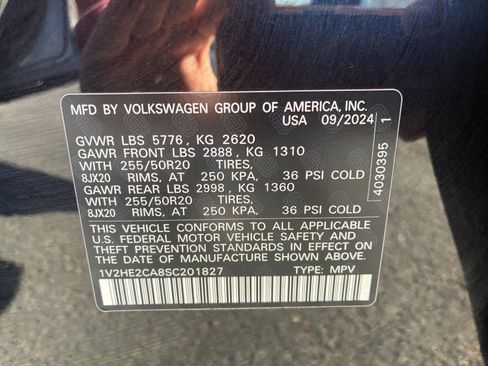 MFD BY VOLKSWAGEN GROUP OF AMERICA, INC.
USA 09/2024
GVWR LBS 5776, KG 2620
GAWR FRONT LBS 2888, KG 1310
WITH 255/50R20 TIRES,
8JX20 RIMS, AT 250 KPA, 36 PSI COLD
GAWR REAR LBS 2998, KG 1360
WITH 255/50R20 TIRES,
8JX20 RIMS, AT 250 KPA, 36 PSI COLD
THIS VEHICLE CONFORMS TO ALL APPLICABLE
U.S. FEDERAL MOTOR VEHICLE SAFETY AND
THEFT PREVENTION STANDARDS IN EFFECT ON
THE DATE OF MANUFACTURE SHOWN ABOVE.
1V2HE2CA8SC201827 TYPE: MPV
4030395 1